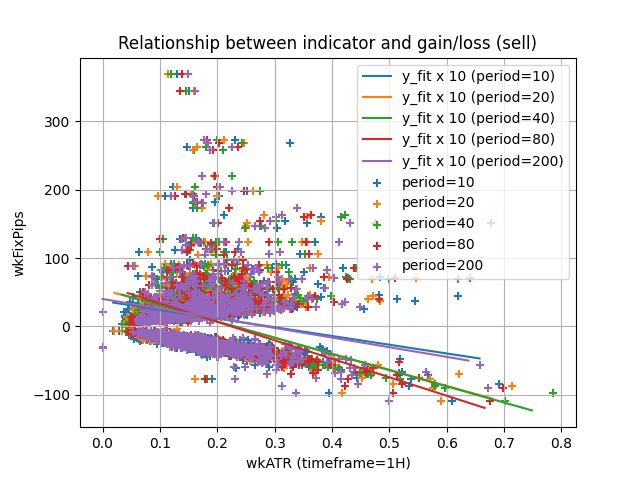 Relationship between indicator and gain/loss (sell)
y_fit x 10 (period=10)
y_fit x 10 (period=20)
y_fit x 10 (period=40)
y_fit x 10 (period=80)
y_fit x 10 (period=200)
period=10
period=20
period=40
period=80
period=200
wkFixPips
300
200
100
0
−100
0.0 0.1 0.2 0.3 0.4 0.5 0.6 0.7 0.8
wkATR (timeframe=1H)